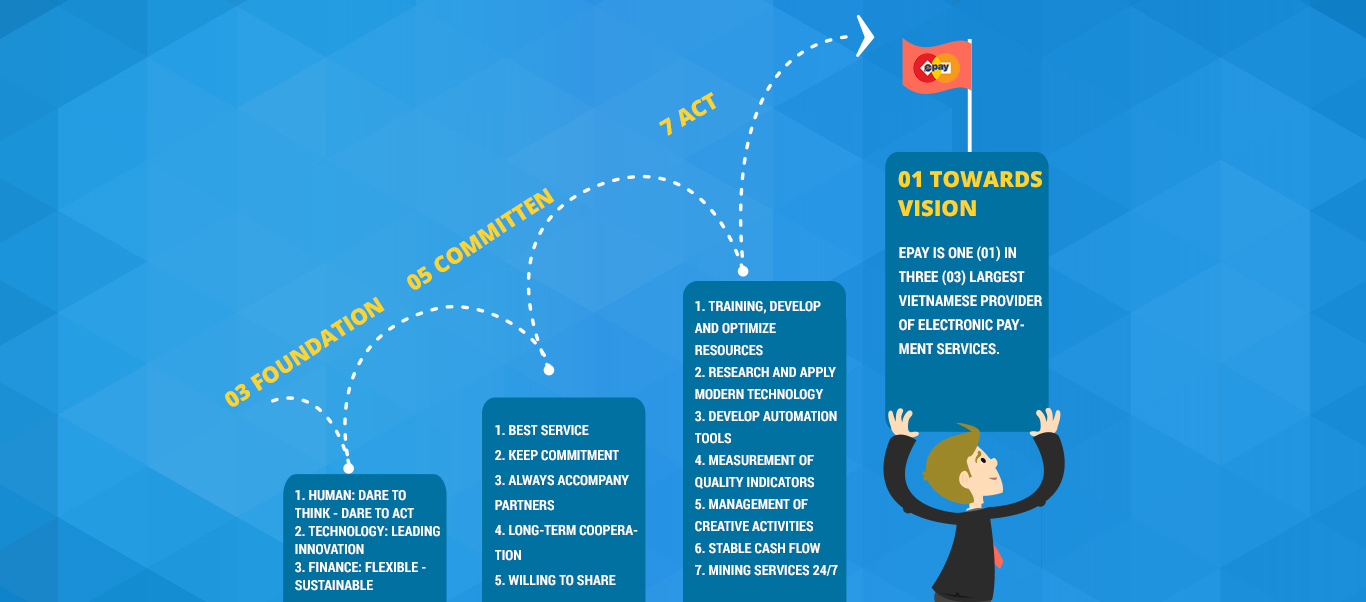 03 FOUNDATION
1. HUMAN: DARE TO
THINK - DARE TO ACT
2. TECHNOLOGY: LEADING
INNOVATION
3. FINANCE: FLEXIBLE -
SUSTAINABLE
05 COMMITTEN
1. BEST SERVICE
2. KEEP COMMITMENT
3. ALWAYS ACCOMPANY
PARTNERS
4. LONG-TERM COOPERA-
TION
5. WILLING TO SHARE
7 ACT
1. TRAINING, DEVELOP
AND OPTIMIZE
RESOURCES
2. RESEARCH AND APPLY
MODERN TECHNOLOGY
3. DEVELOP AUTOMATION
TOOLS
4. MEASUREMENT OF
QUALITY INDICATORS
5. MANAGEMENT OF
CREATIVE ACTIVITIES
6. STABLE CASH FLOW
7. MINING SERVICES 24/7
epay
01 TOWARDS
VISION
EPAY IS ONE (01) IN
THREE (03) LARGEST
VIETNAMESE PROVIDER
OF ELECTRONIC PAY-
MENT SERVICES.